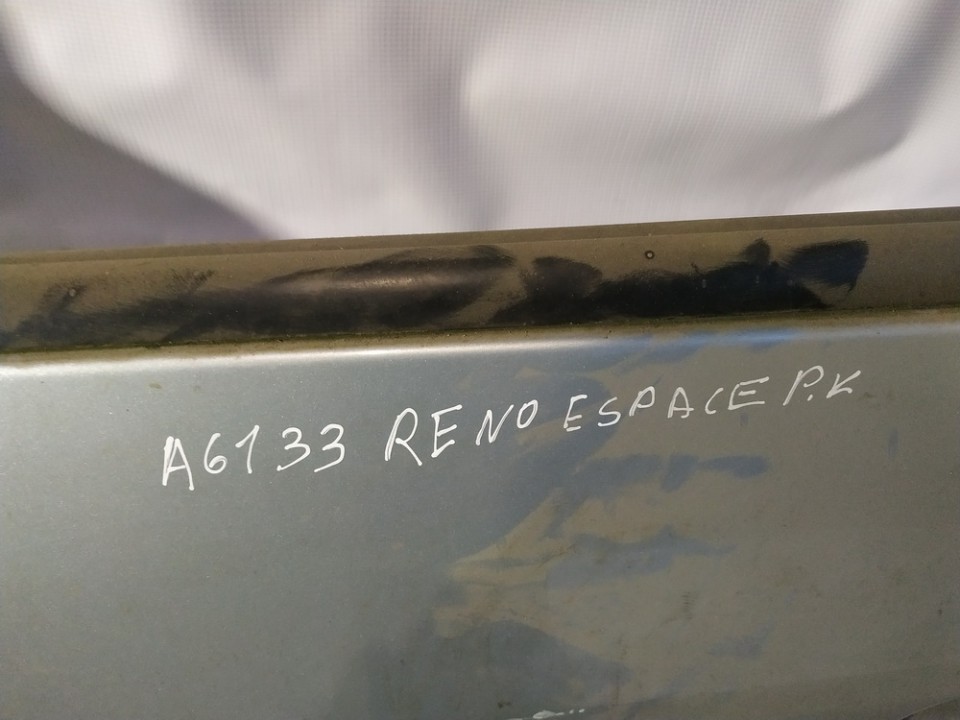 A6133 RENO ESPACE P.K